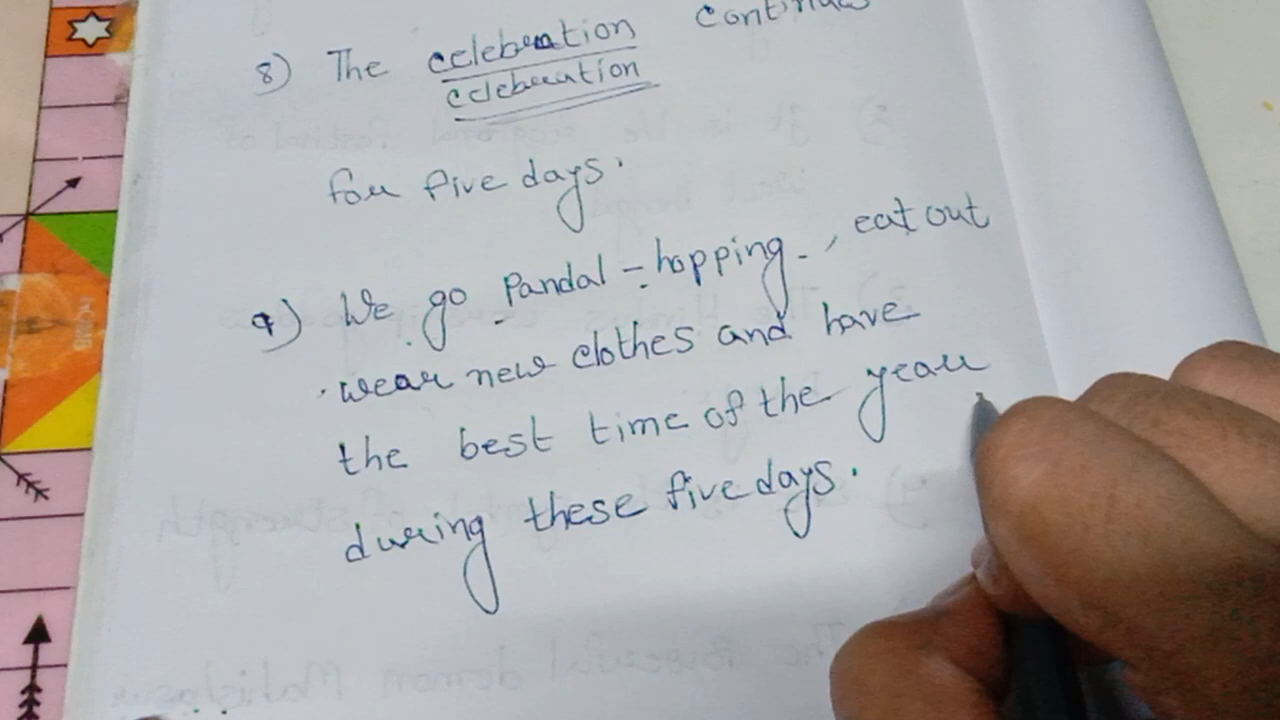 8) The celebration continues
celebration
for five days.
9) We go Pandal-hopping, eat out
wear new clothes and have
the best time of the year
during these five days.